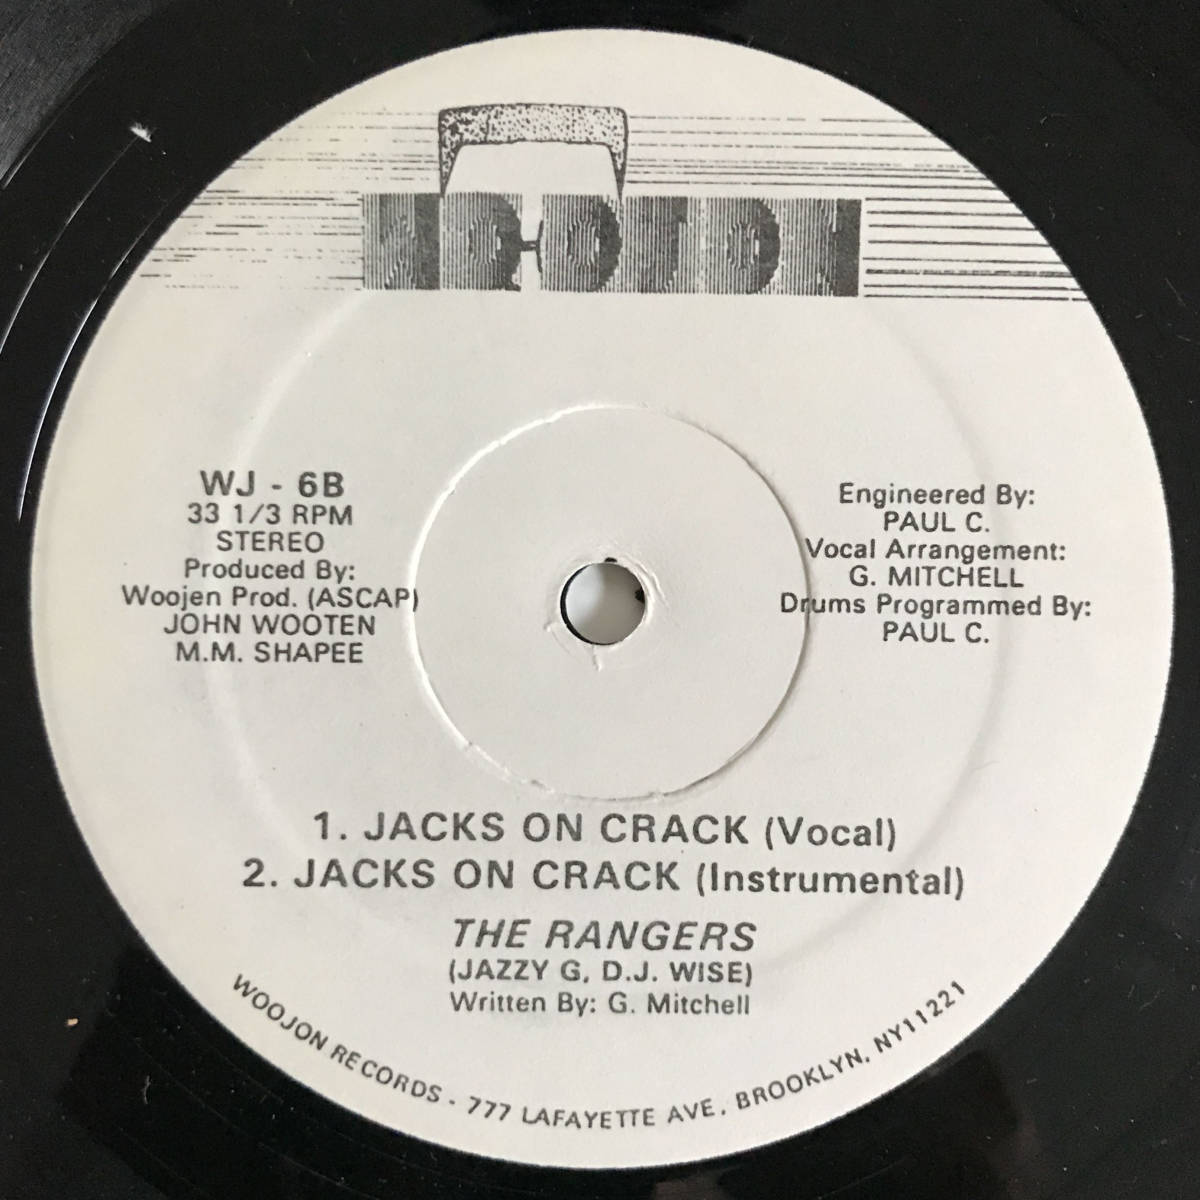 WOOJON
WJ - 6B
33 1/3 RPM
STEREO
Produced By:
Woojen Prod. (ASCAP)
JOHN WOOTEN
M.M. SHAPEE
Engineered By:
PAUL C.
Vocal Arrangement:
G. MITCHELL
Drums Programmed By:
PAUL C.
1. JACKS ON CRACK (Vocal)
2. JACKS ON CRACK (Instrumental)
THE RANGERS
(JAZZY G, D.J. WISE)
Written By: G. Mitchell
WOOJON RECORDS - 777 LAFAYETTE AVE, BROOKLYN, NY11221